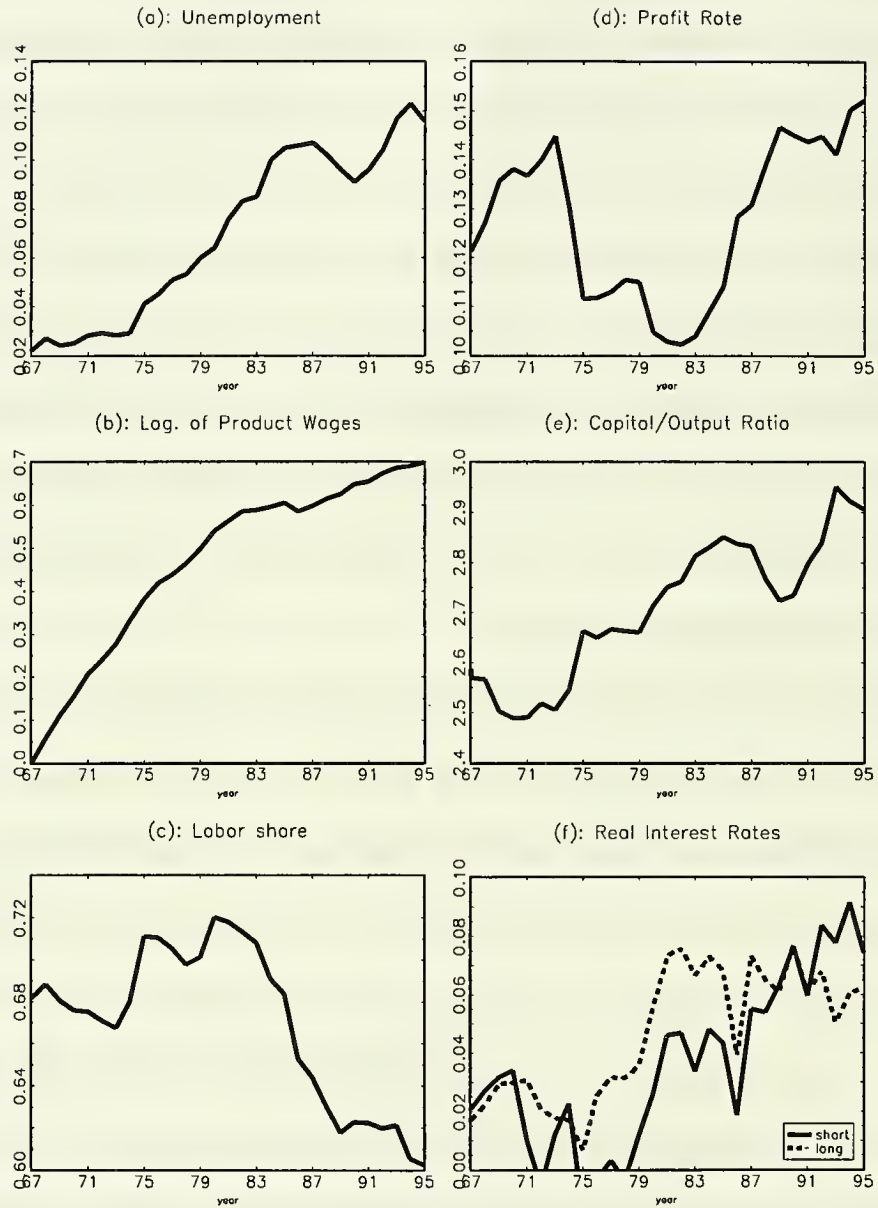 (a): Unemployment
0.14
0.12
0.10
0.08
0.06
0.04
0.02
67 71 75 79 83 87 91 95
year
(d): Profit Rate
0.16
0.15
0.14
0.13
0.12
0.11
0.10
67 71 75 79 83 87 91 95
year
(b): Log. of Product Wages
0.7
0.6
0.5
0.4
0.3
0.2
0.1
0.0
67 71 75 79 83 87 91 95
year
(e): Capital/Output Ratio
3.0
2.9
2.8
2.7
2.6
2.5
2.4
67 71 75 79 83 87 91 95
year
(c): Labor share
0.72
0.68
0.64
0.60
67 71 75 79 83 87 91 95
year
(f): Real Interest Rates
0.10
0.08
0.06
0.04
0.02
0.00
67 71 75 79 83 87 91 95
year
short
long